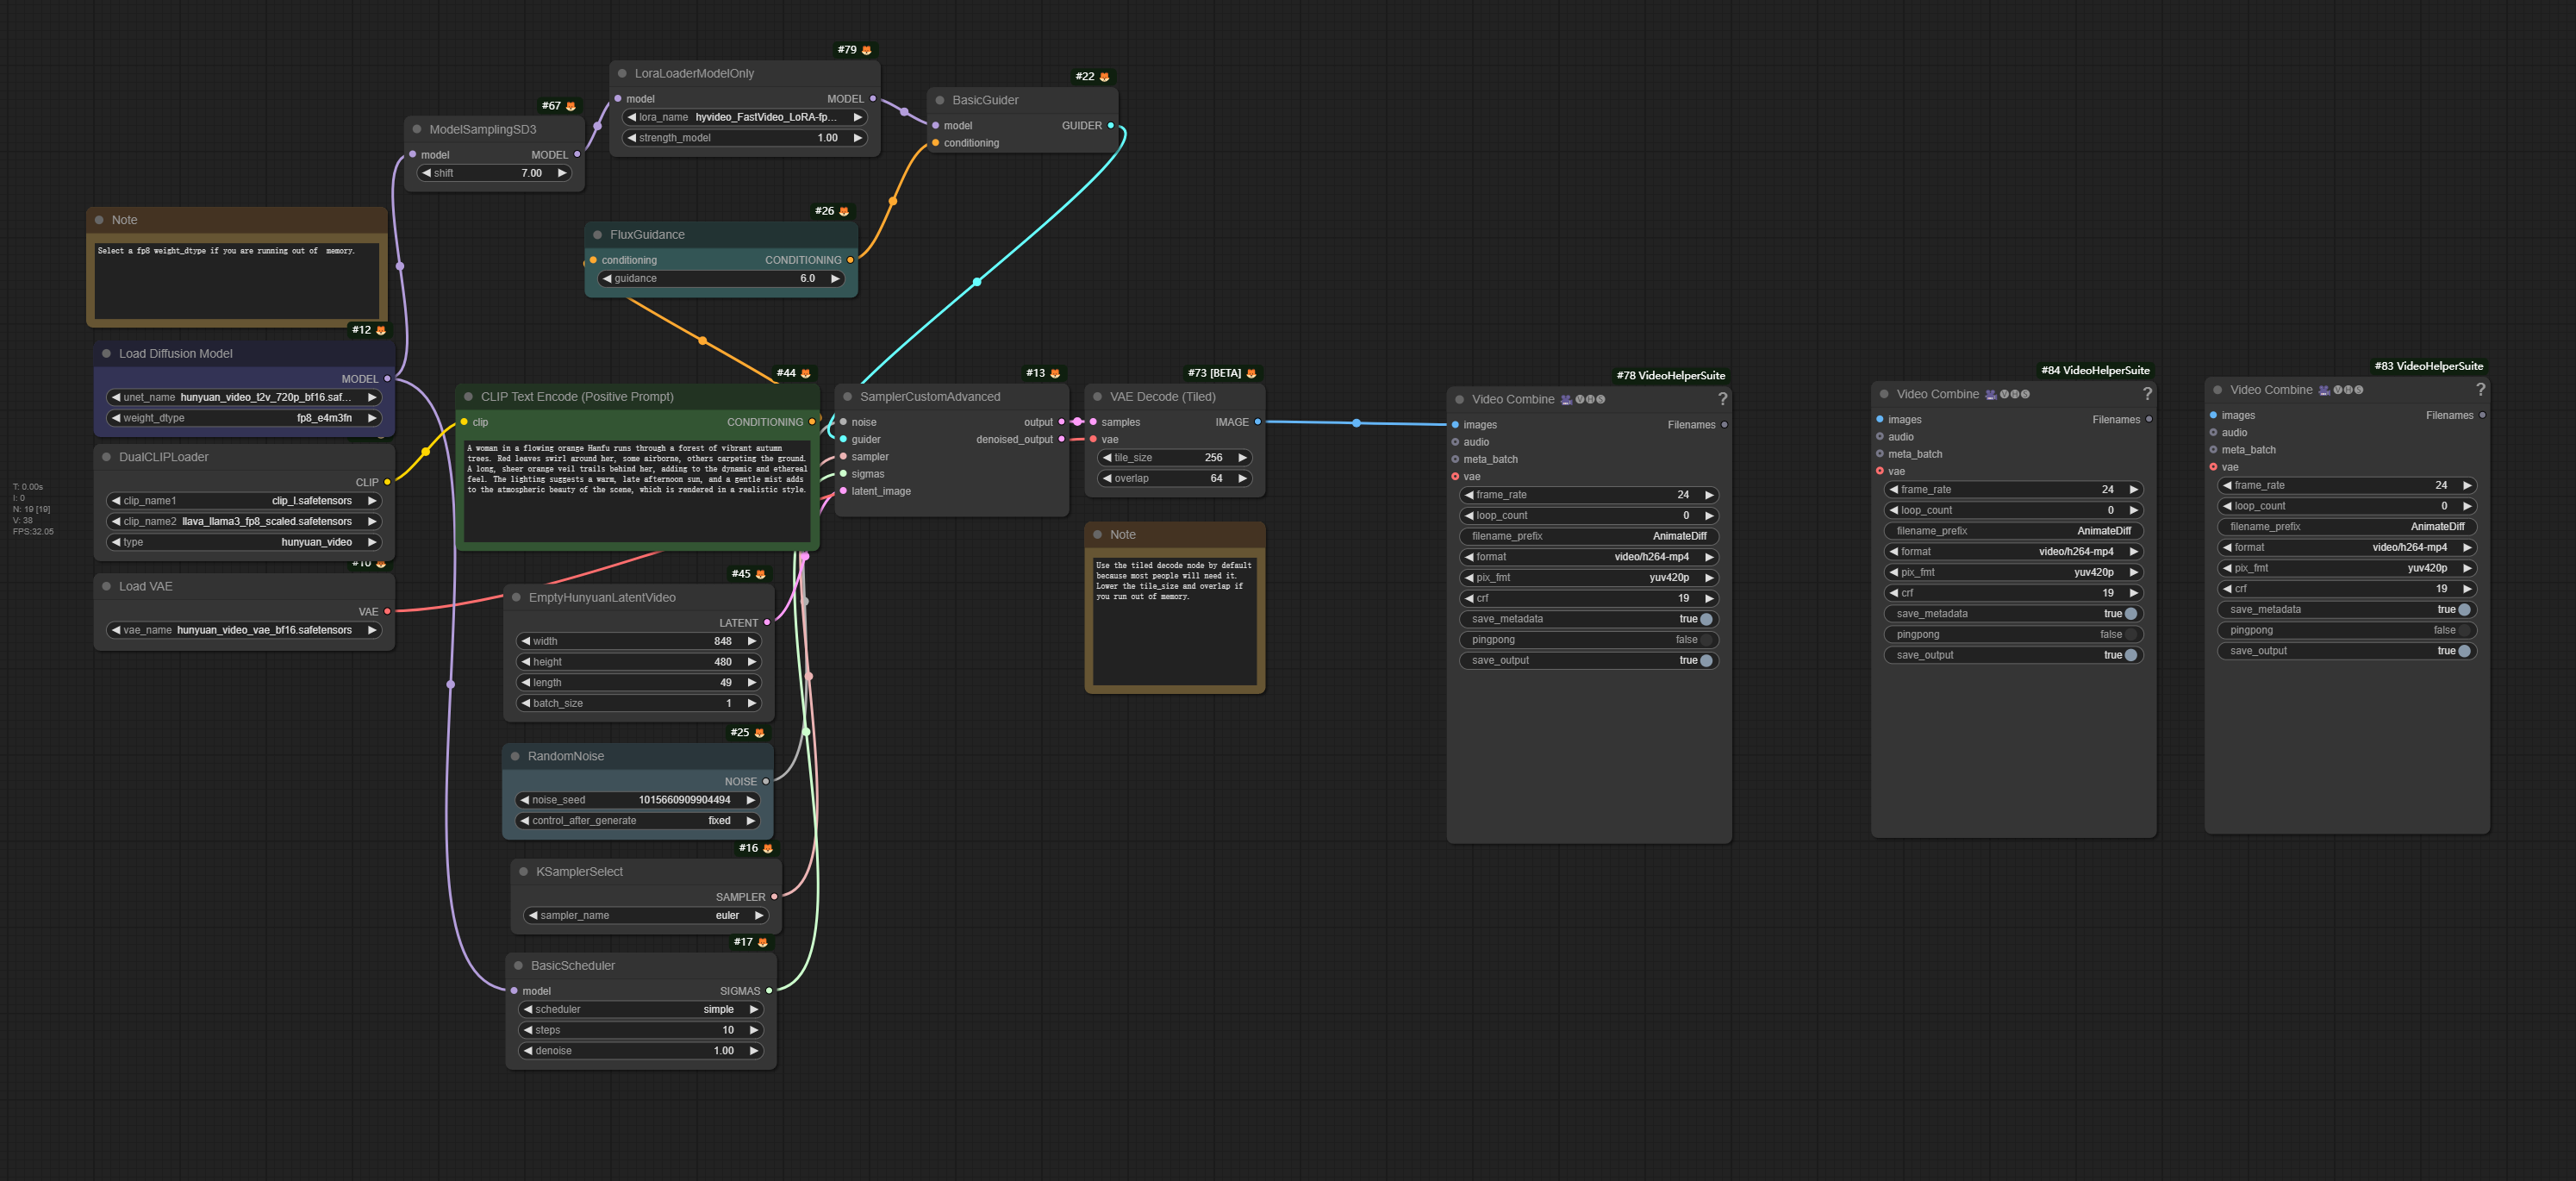 #79
LoraLoaderModelOnly
model MODEL
lora_name hyvideo_FastVideo_LoRA-fp...
strength_model 1.00
#22
BasicGuider
model GUIDER
conditioning
#67
ModelSamplingSD3
model MODEL
shift 7.00
#26
FluxGuidance
conditioning CONDITIONING
guidance 6.0
Note
Select a fp8 weight_dtype if you are running out of memory.
#12
Load Diffusion Model
MODEL
unet_name hunyuan_video_t2v_720p_bf16.saf...
weight_dtype fp8_e4m3fn
DualCLIPLoader
CLIP
clip_name1 clip_l.safetensors
clip_name2 llava_llama3_fp8_scaled.safetensors
type hunyuan_video
#10
Load VAE
VAE
vae_name hunyuan_video_vae_bf16.safetensors
T: 0.00s
I: 0
N: 19 [19]
V: 38
FPS:32.05
#44
CLIP Text Encode (Positive Prompt)
clip CONDITIONING
A woman in a flowing orange Hanfu runs through a forest of vibrant autumn
trees. Red leaves swirl around her, some airborne, others carpeting the ground.
A long, sheer orange veil trails behind her, adding to the dynamic and ethereal
feel. The lighting suggests a warm, late afternoon sun, and a gentle mist adds
to the atmospheric beauty of the scene, which is rendered in a realistic style.
#45
EmptyHunyuanLatentVideo
LATENT
width 848
height 480
length 49
batch_size 1
#25
RandomNoise
NOISE
noise_seed 1015660909904494
control_after_generate fixed
#16
KSamplerSelect
SAMPLER
sampler_name euler
#17
BasicScheduler
model SIGMAS
scheduler simple
steps 10
denoise 1.00
#13
SamplerCustomAdvanced
noise output
guider denoised_output
sampler
sigmas
latent_image
#73 [BETA]
VAE Decode (Tiled)
samples IMAGE
vae
tile_size 256
overlap 64
Note
Use the tiled decode node by default
because most people will need it.
Lower the tile_size and overlap if
you run out of memory.
#78 VideoHelperSuite
Video Combine 🎥🅥🅗🅢 ?
images Filenames
audio
meta_batch
vae
frame_rate 24
loop_count 0
filename_prefix AnimateDiff
format video/h264-mp4
pix_fmt yuv420p
crf 19
save_metadata true
pingpong false
save_output true
#84 VideoHelperSuite
Video Combine 🎥🅥🅗🅢 ?
images Filenames
audio
meta_batch
vae
frame_rate 24
loop_count 0
filename_prefix AnimateDiff
format video/h264-mp4
pix_fmt yuv420p
crf 19
save_metadata true
pingpong false
save_output true
#83 VideoHelperSuite
Video Combine 🎥🅥🅗🅢 ?
images Filenames
audio
meta_batch
vae
frame_rate 24
loop_count 0
filename_prefix AnimateDiff
format video/h264-mp4
pix_fmt yuv420p
crf 19
save_metadata true
pingpong false
save_output true